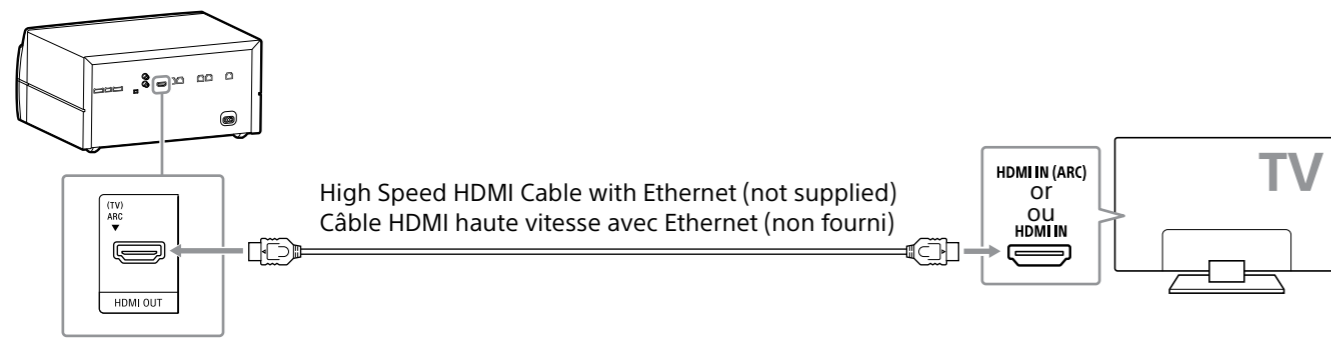 High Speed HDMI Cable with Ethernet (not supplied)
Câble HDMI haute vitesse avec Ethernet (non fourni)
(TV)
ARC
HDMI OUT
HDMI IN (ARC)
or
ou
HDMI IN
TV